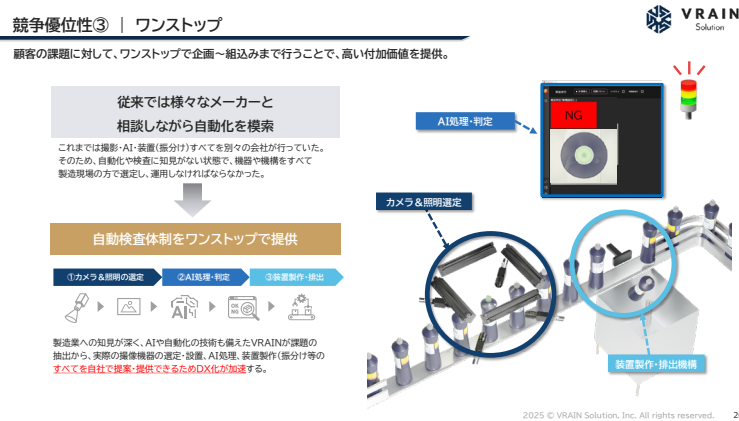 競争優位性③ ｜ ワンストップ
VRAIN
Solution
顧客の課題に対して、ワンストップで企画～組込みまで行うことで、高い付加価値を提供。
従来では様々なメーカーと
相談しながら自動化を模索
これまでは撮影・AI・装置(振分け)すべてを別々の会社が行っていた。
そのため、自動化や検査に知見がない状態で、機器や機構をすべて
製造現場の方で選定し、運用しなければならなかった。
自動検査体制をワンストップで提供
①カメラ＆照明の選定
②AI処理・判定
③装置製作・排出
AI
OK
NG
製造業への知見が深く、AIや自動化の技術も備えたVRAINが課題の
抽出から、実際の撮像機器の選定・設置、AI処理、装置製作(振分け等の
すべてを自社で提案・提供できるためDX化が加速する。
AI処理・判定
NG
カメラ＆照明選定
装置製作・排出機構
2025 © VRAIN Solution, Inc. All rights reserved.